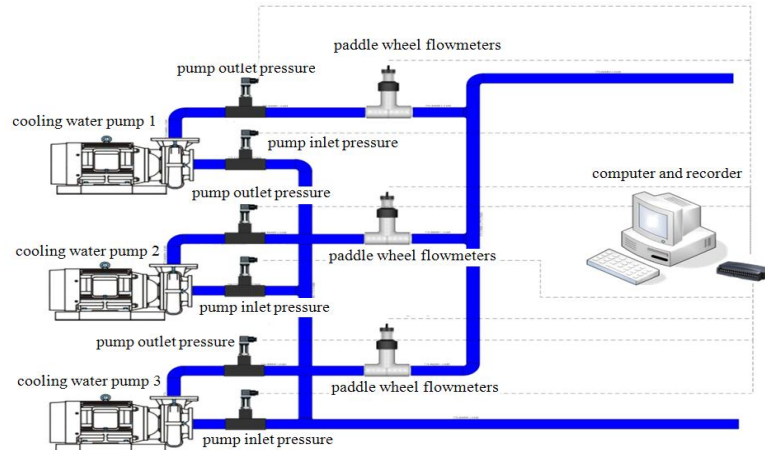 paddle wheel flowmeters
pump outlet pressure
cooling water pump 1
pump inlet pressure
computer and recorder
pump outlet pressure
cooling water pump 2
paddle wheel flowmeters
pump inlet pressure
pump outlet pressure
cooling water pump 3
paddle wheel flowmeters
pump inlet pressure